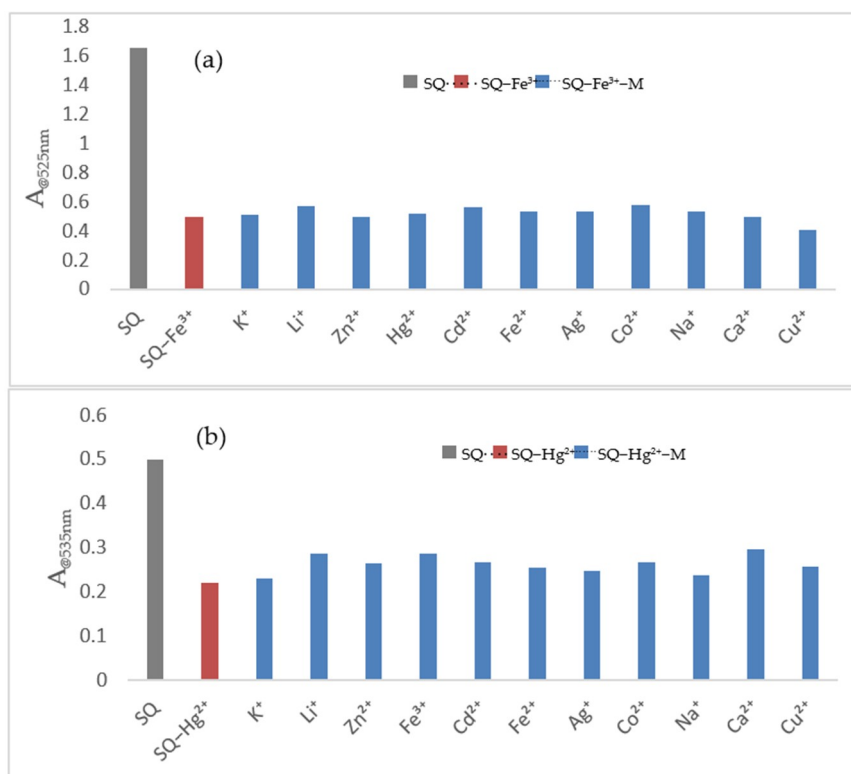 1.8
(a)
1.6
SQ SQ–Fe³⁺ SQ–Fe³⁺–M
1.4
1.2
1
0.8
0.6
0.4
0.2
0
A@525nm
SQ SQ–Fe³⁺ K⁺ Li⁺ Zn²⁺ Hg²⁺ Cd²⁺ Fe²⁺ Ag⁺ Co²⁺ Na⁺ Ca²⁺ Cu²⁺
0.6
(b)
SQ SQ–Hg²⁺ SQ–Hg²⁺–M
0.5
0.4
0.3
0.2
0.1
0
A@535nm
SQ SQ–Hg²⁺ K⁺ Li⁺ Zn²⁺ Fe³⁺ Cd²⁺ Fe²⁺ Ag⁺ Co²⁺ Na⁺ Ca²⁺ Cu²⁺